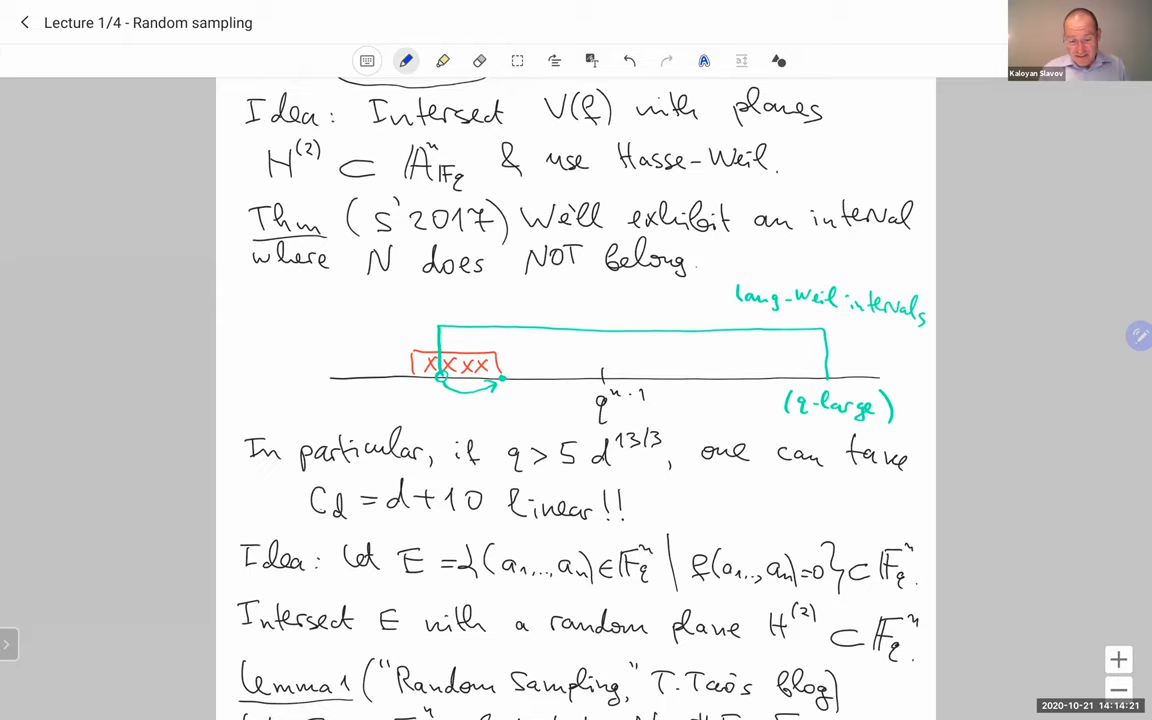 Lecture 1/4 - Random sampling
Kaloyan Slavov
Idea: Intersect V(f) with planes
H^(2) ⊂ A^n_{F_q} & use Hasse-Weil.
Thm (S'2017) We'll exhibit an interval
where N does NOT belong.
Lang-Weil intervals
[ X X X X ]
q^{n-1}
(q-large)
In particular, if q > 5 d^{13/3}, one can take
C_d = d+10 linear!!
Idea: Let E = {(a_1,..,a_n) ∈ F_q^n | f(a_1,..,a_n)=0} ⊂ F_q^n.
Intersect E with a random plane H^(2) ⊂ F_q^n.
Lemma 1 ("Random Sampling," T. Tao's blog)
2020-10-21 14:14:21